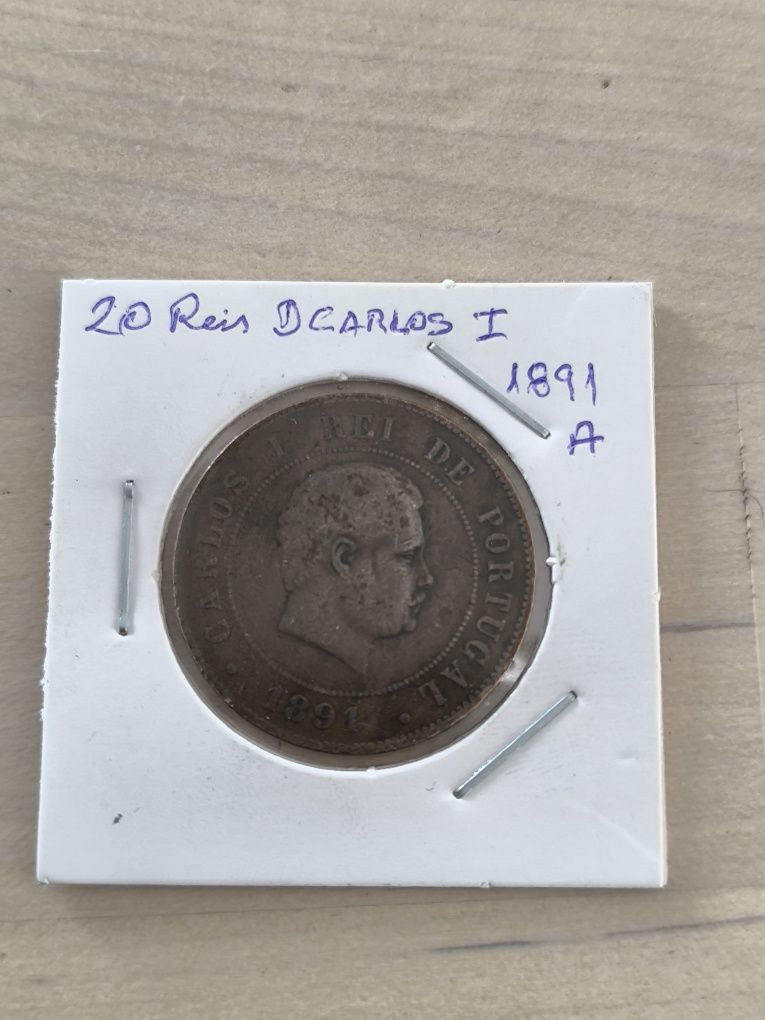 20 Reis D CARLOS I
1891
A
CARLOS I REI DE PORTUGAL
A 1891